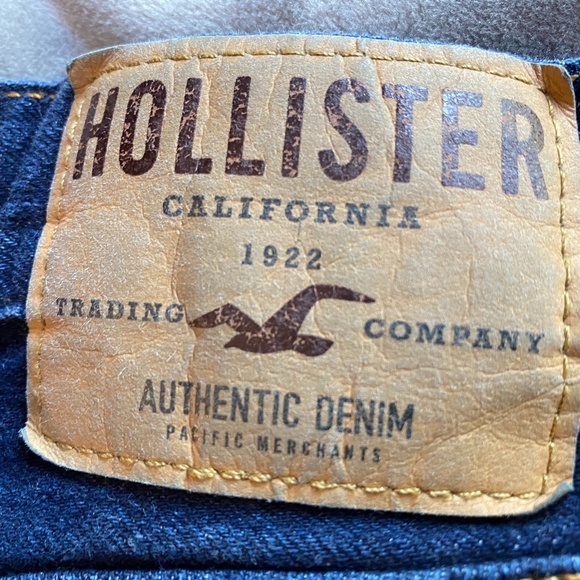 HOLLISTER
CALIFORNIA
1922
TRADING COMPANY
AUTHENTIC DENIM
PACIFIC MERCHANTS